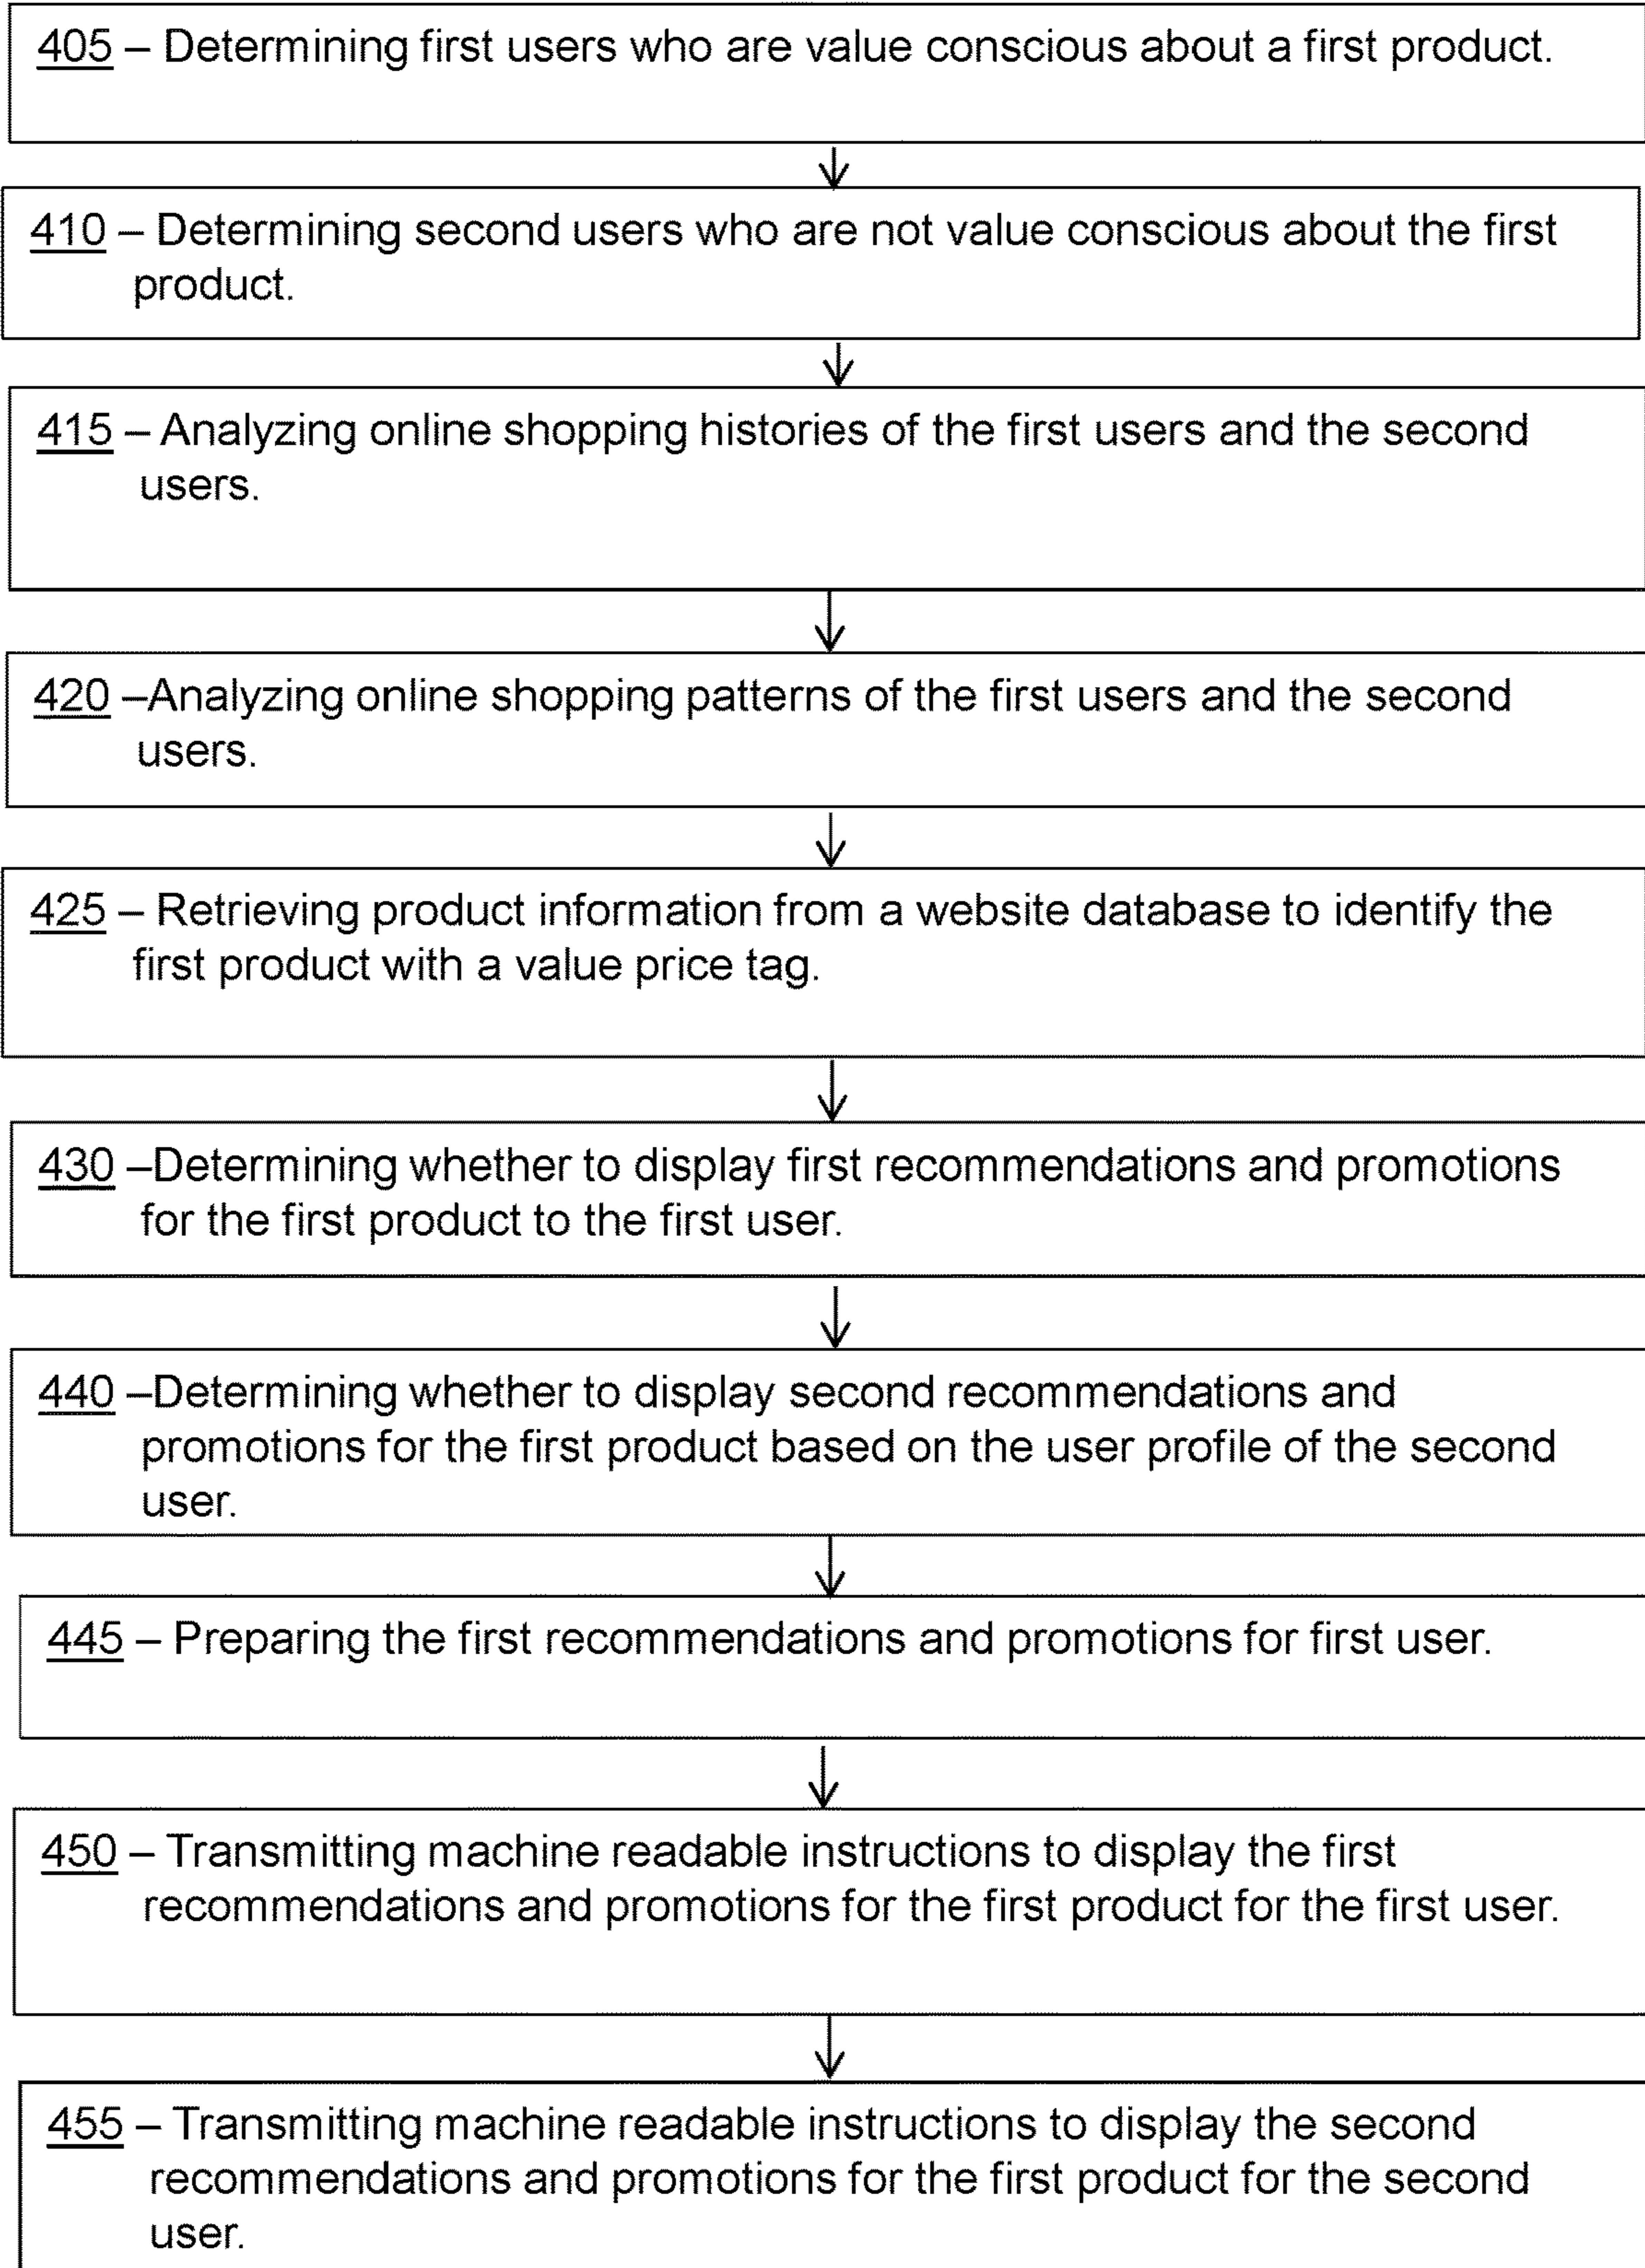 405 – Determining first users who are value conscious about a first product.
410 – Determining second users who are not value conscious about the first
product.
415 – Analyzing online shopping histories of the first users and the second
users.
420 –Analyzing online shopping patterns of the first users and the second
users.
425 – Retrieving product information from a website database to identify the
first product with a value price tag.
430 –Determining whether to display first recommendations and promotions
for the first product to the first user.
440 –Determining whether to display second recommendations and
promotions for the first product based on the user profile of the second
user.
445 – Preparing the first recommendations and promotions for first user.
450 – Transmitting machine readable instructions to display the first
recommendations and promotions for the first product for the first user.
455 – Transmitting machine readable instructions to display the second
recommendations and promotions for the first product for the second
user.